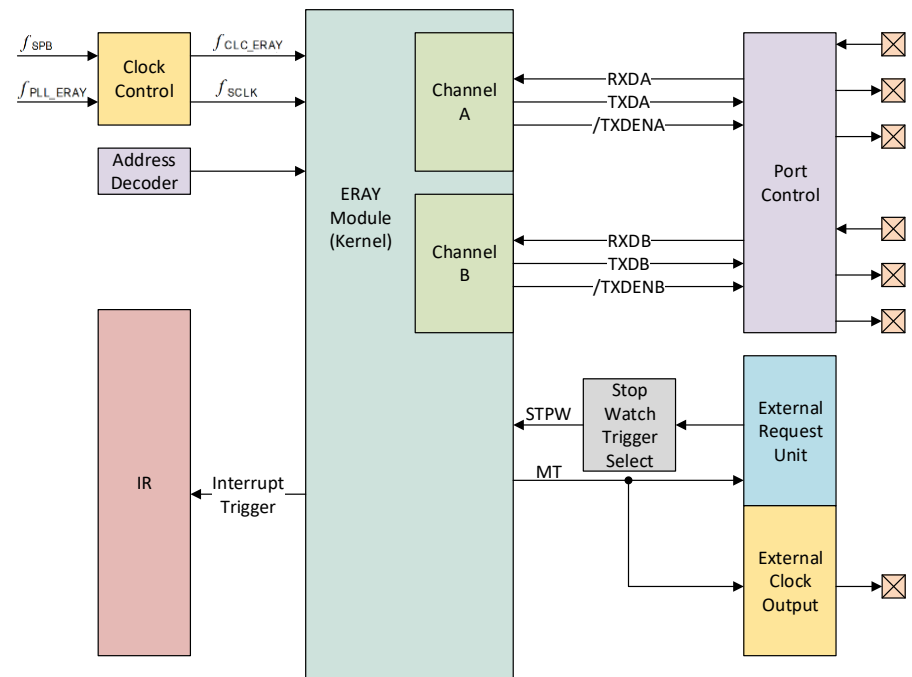 fSPB
fCLC_ERAY
fPLL_ERAY
fSCLK
Clock
Control
Address
Decoder
ERAY
Module
(Kernel)
Channel
A
RXDA
TXDA
/TXDENA
Channel
B
RXDB
TXDB
/TXDENB
Port
Control
IR
Interrupt
Trigger
STPW
MT
Stop
Watch
Trigger
Select
External
Request
Unit
External
Clock
Output